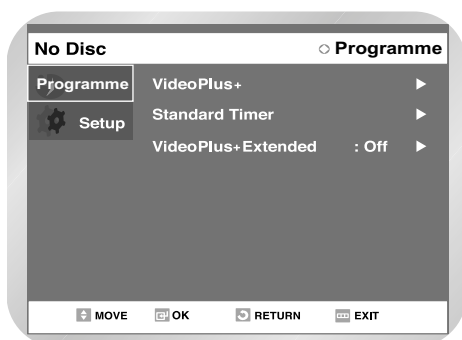 No Disc Programme
Programme VideoPlus+
Standard Timer
Setup
VideoPlus+Extended : Off
MOVE OK RETURN EXIT